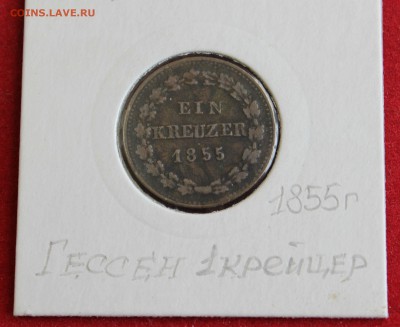 COINS.LAVE.RU
EIN
KREUZER
1855
1855г
Гессен 1крейцер